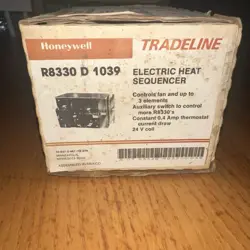 Honeywell
TRADELINE
R8330 D 1039
ELECTRIC HEAT
SEQUENCER
Controls fan and up to
3 elements
Auxiliary switch to control
more R8330's
Constant 0.4 Amp thermostat
current draw
24 V coil